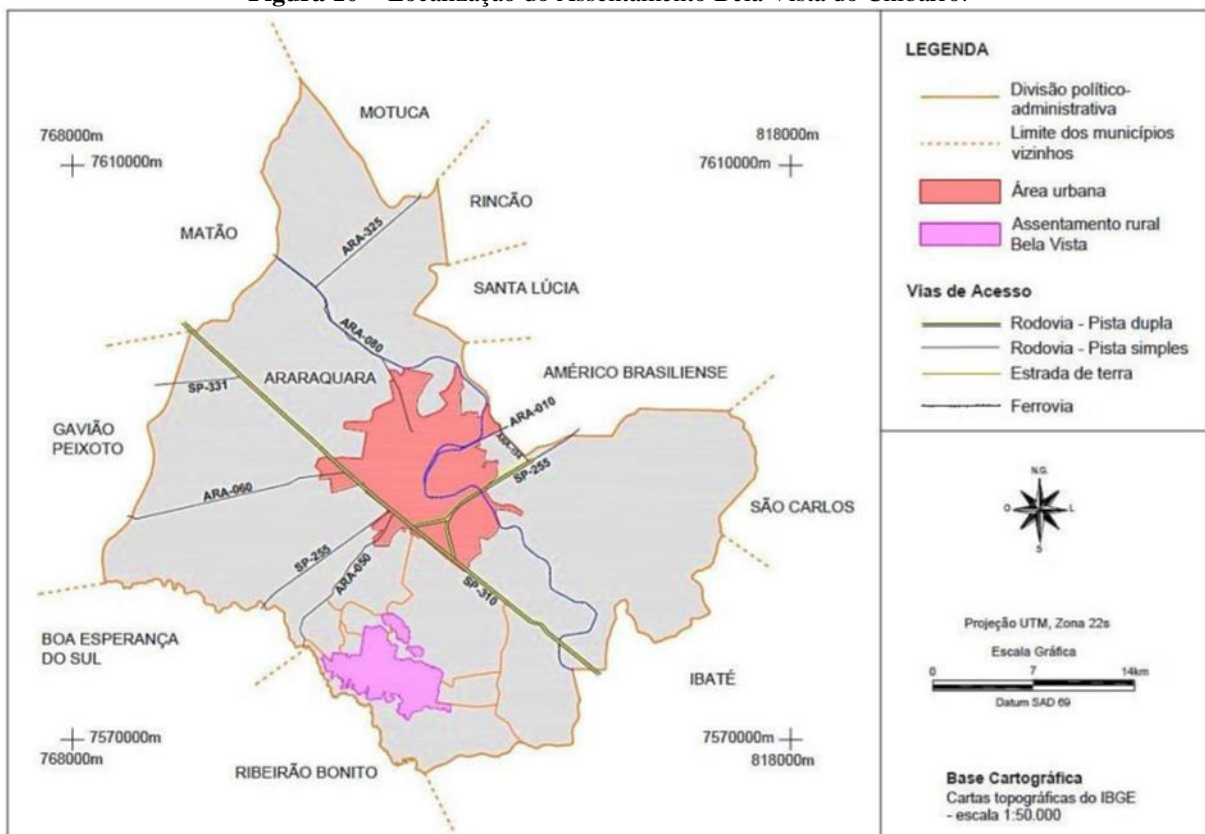 Figura 10 – Localização do Assentamento Bela Vista do Chibarro.
768000m
7610000m
818000m
7610000m
MOTUCA
RINCÃO
MATÃO
ARA-325
SANTA LÚCIA
ARA-080
ARARAQUARA
AMÉRICO BRASILIENSE
SP-331
GAVIÃO
PEIXOTO
ARA-010
SP-255
ARA-060
SÃO CARLOS
SP-255
ARA-050
SP-310
BOA ESPERANÇA
DO SUL
IBATÉ
7570000m
768000m
7570000m
818000m
RIBEIRÃO BONITO
LEGENDA
Divisão político-
administrativa
Limite dos municípios
vizinhos
Área urbana
Assentamento rural
Bela Vista
Vias de Acesso
Rodovia - Pista dupla
Rodovia - Pista simples
Estrada de terra
Ferrovia
N.G.
O
L
S
Projeção UTM, Zona 22s
Escala Gráfica
0 7 14km
Datum SAD 69
Base Cartográfica
Cartas topográficas do IBGE
- escala 1:50.000